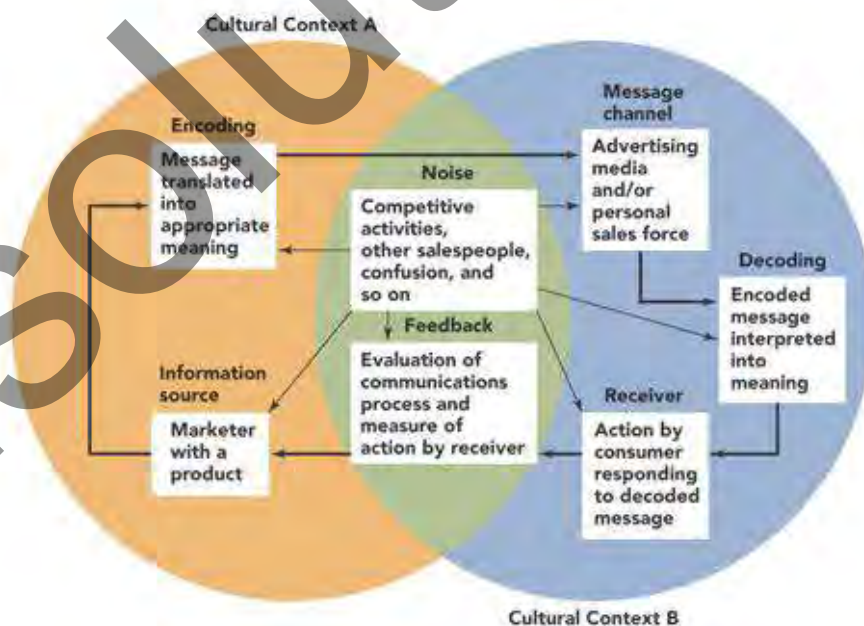 Cultural Context A
Encoding
Message
translated
into
appropriate
meaning
Message
channel
Advertising
media
and/or
personal
sales force
Noise
Competitive
activities,
other salespeople,
confusion, and
so on
Decoding
Encoded
message
interpreted
into
meaning
Feedback
Evaluation of
communications
process and
measure of
action by receiver
Information
source
Marketer
with a
product
Receiver
Action by
consumer
responding
to decoded
message
Cultural Context B